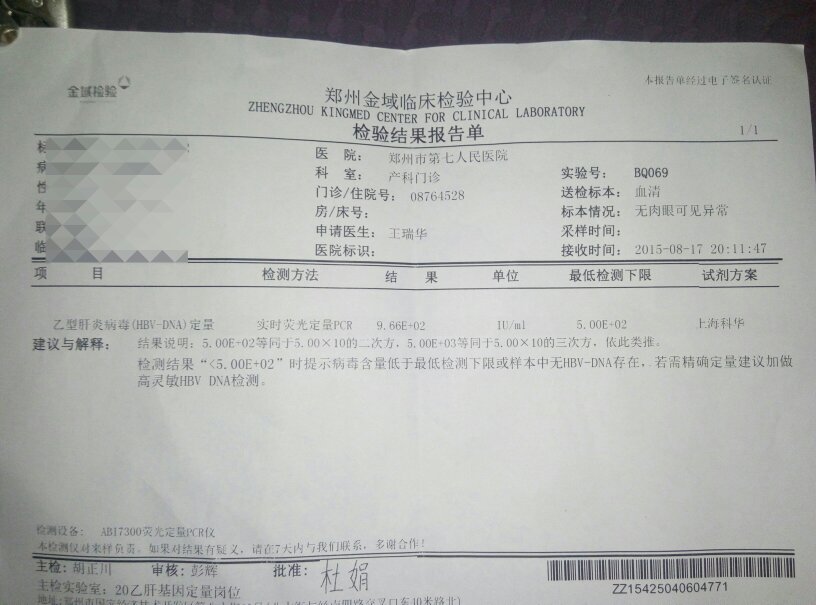 金域检验
本报告单经过电子签名认证
郑州金域临床检验中心
ZHENGZHOU KINGMED CENTER FOR CLINICAL LABORATORY
检验结果报告单
1/1
医 院： 郑州市第七人民医院
科 室： 产科门诊 实验号： BQ069
门诊/住院号： 08764528 送检标本： 血清
房/床号： 标本情况： 无肉眼可见异常
申请医生： 王瑞华 采样时间：
医院标识： 接收时间： 2015-08-17 20:11:47
项 目 检测方法 结 果 单位 最低检测下限 试剂方案
乙型肝炎病毒(HBV-DNA)定量 实时荧光定量PCR 9.66E+02 IU/ml 5.00E+02 上海科华
建议与解释： 结果说明：5.00E+02等同于5.00×10的二次方，5.00E+03等同于5.00×10的三次方，依此类推。
检测结果“<5.00E+02”时提示病毒含量低于最低检测下限或样本中无HBV-DNA存在，若需精确定量建议加做
高灵敏HBV DNA检测。
检测设备： ABI7300荧光定量PCR仪
本检测仅对来样负责。如果对结果有疑义，请在7天内与我们联系，多谢合作！
主检：胡正川 审核：彭辉 批准：杜娟
主检实验室：20乙肝基因定量岗位
ZZ15425040604771